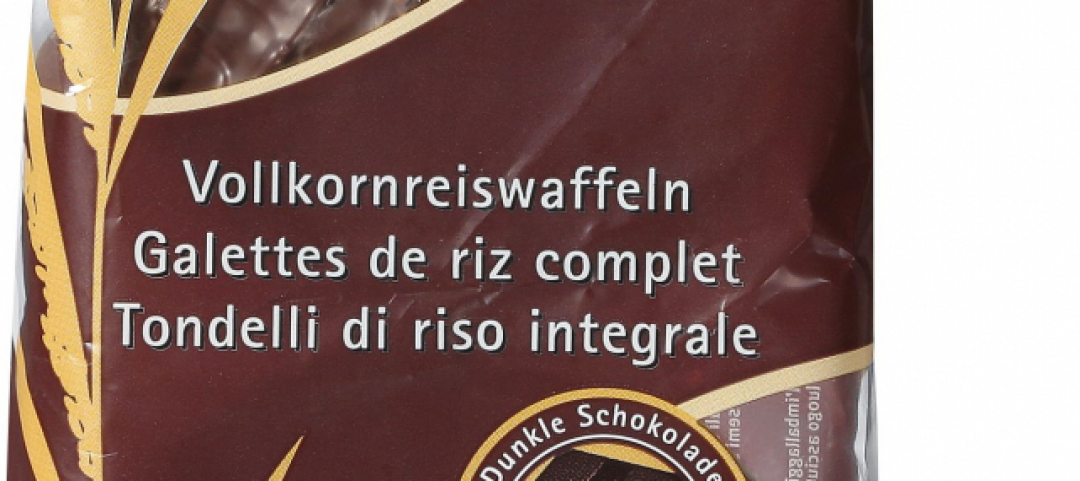 Vollkornreiswaffeln
Galettes de riz complet
Tondelli di riso integrale
Dunkle Schokolade